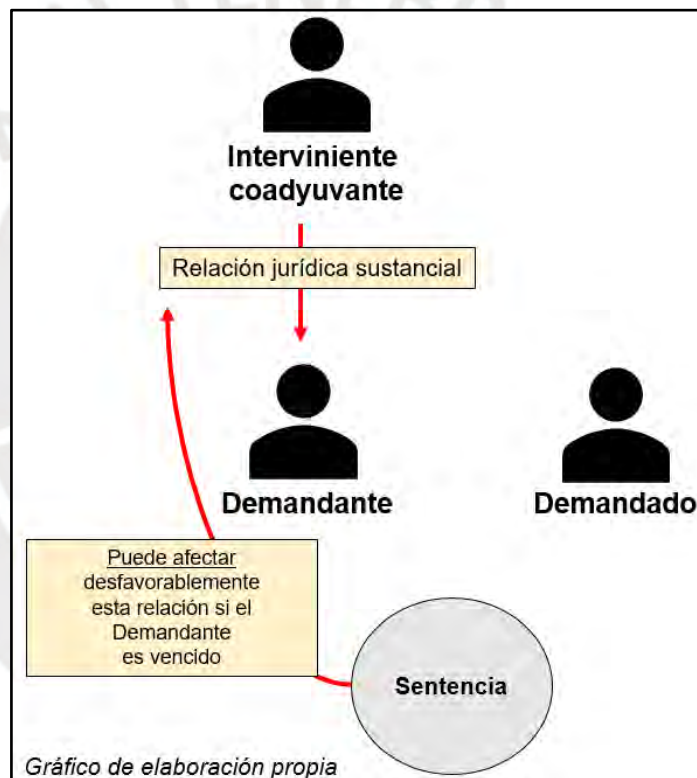 Interviniente
coadyuvante
Relación jurídica sustancial
Demandante
Demandado
Puede afectar
desfavorablemente
esta relación si el
Demandante
es vencido
Sentencia
Gráfico de elaboración propia